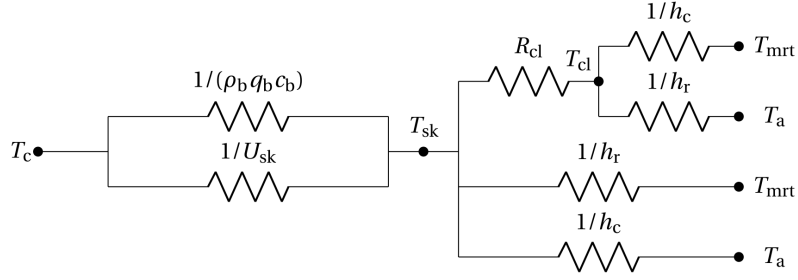 1/h_c
T_mrt
R_cl
T_cl
1/h_r
T_a
1/(ρ_b q_b c_b)
T_sk
T_c
1/U_sk
1/h_r
T_mrt
1/h_c
T_a